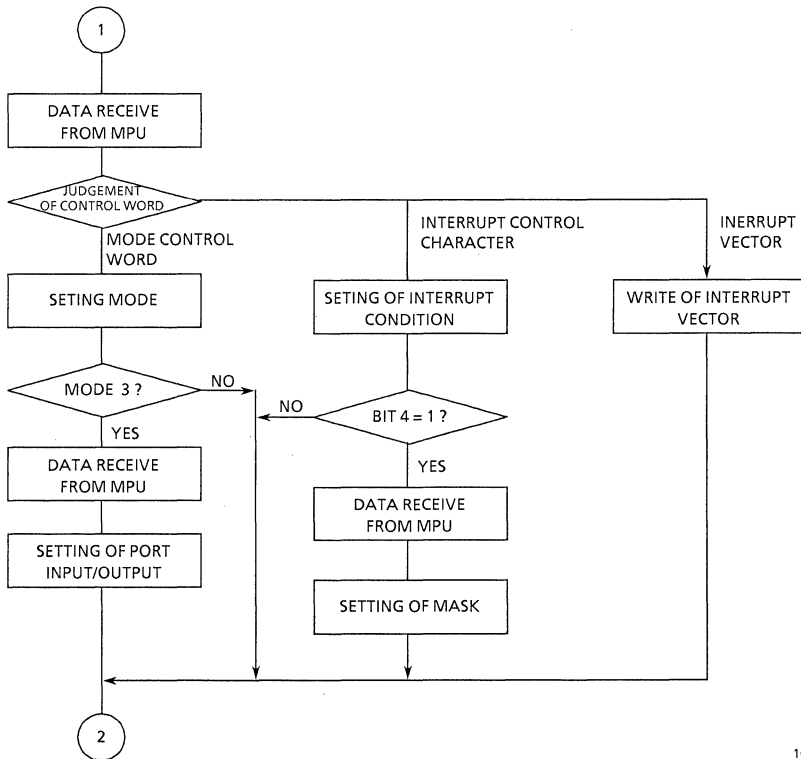 1
DATA RECEIVE
FROM MPU
JUDGEMENT
OF CONTROL WORD
MODE CONTROL
WORD
INTERRUPT CONTROL
CHARACTER
INERRUPT
VECTOR
SETING MODE
SETING OF INTERRUPT
CONDITION
WRITE OF INTERRUPT
VECTOR
MODE 3 ?
NO
YES
NO
BIT 4 = 1 ?
YES
DATA RECEIVE
FROM MPU
DATA RECEIVE
FROM MPU
SETTING OF PORT
INPUT/OUTPUT
SETTING OF MASK
2